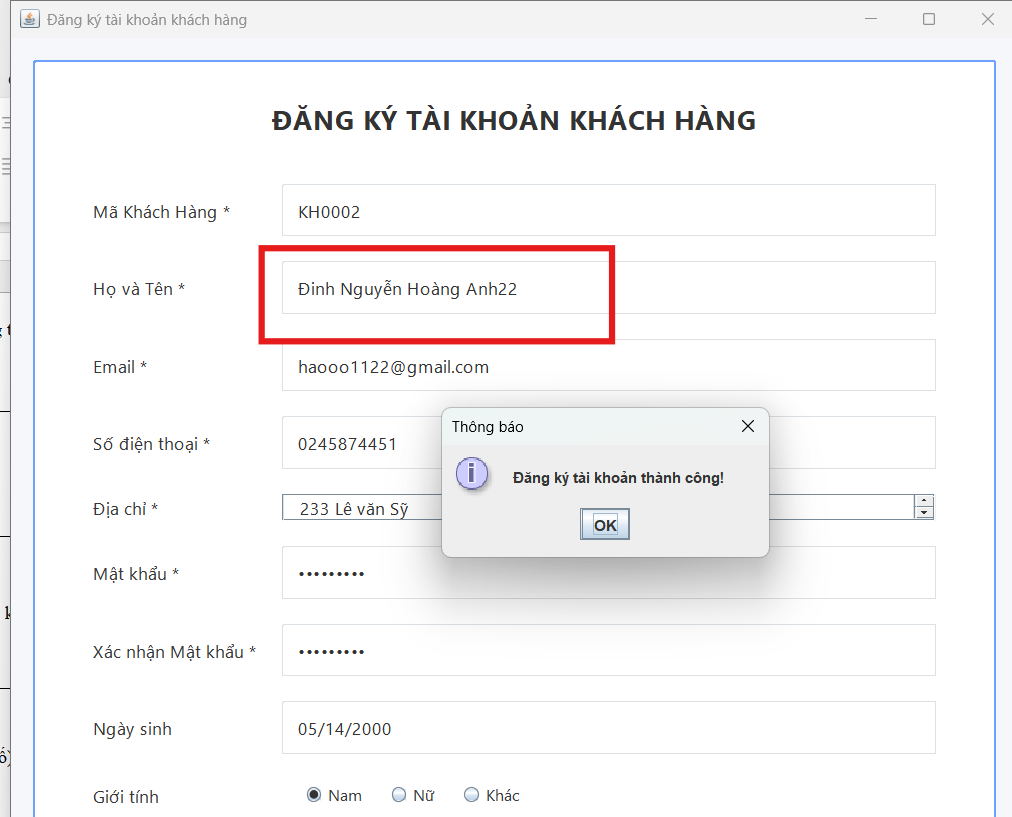 Đăng ký tài khoản khách hàng
ĐĂNG KÝ TÀI KHOẢN KHÁCH HÀNG
Mã Khách Hàng * KH0002
Họ và Tên * Đinh Nguyễn Hoàng Anh22
Email * haooo1122@gmail.com
Thông báo
Số điện thoại * 0245874451
Đăng ký tài khoản thành công!
Địa chỉ * 233 Lê văn Sỹ
OK
Mật khẩu * •••••••••
Xác nhận Mật khẩu * •••••••••
Ngày sinh 05/14/2000
Giới tính Nam Nữ Khác